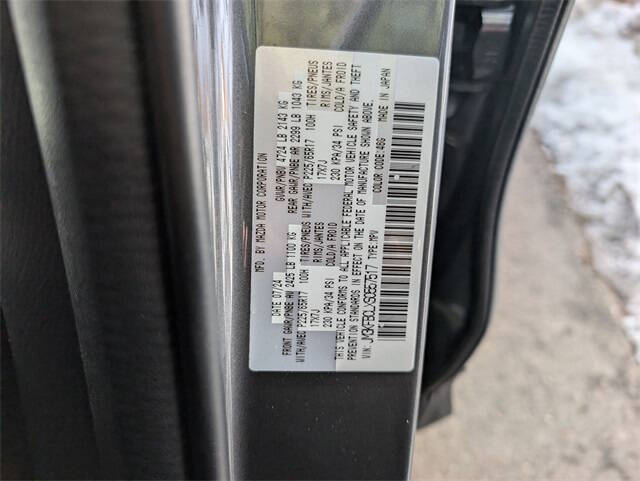 MFD. BY MAZDA MOTOR CORPORATION
DATE 07/24 GVWR/PNBV 4724 LB 2143 KG
FRONT GAWR/PNBE AV 2425 LB 1100 KG REAR GAWR/PNBE AR 2299 LB 1043 KG
WITH/AVEC P225/65R17 100H TIRES/PNEUS WITH/AVEC P225/65R17 100H TIRES/PNEUS
17X7J RIMS/JANTES 17X7J RIMS/JANTES
230 KPA/34 PSI COLD/A FROID 230 KPA/34 PSI COLD/A FROID
THIS VEHICLE CONFORMS TO ALL APPLICABLE FEDERAL MOTOR VEHICLE SAFETY AND THEFT
PREVENTION STANDARDS IN EFFECT ON THE DATE OF MANUFACTURE SHOWN ABOVE.
VIN: TYPE:MPV COLOR CODE:46G MADE IN JAPAN